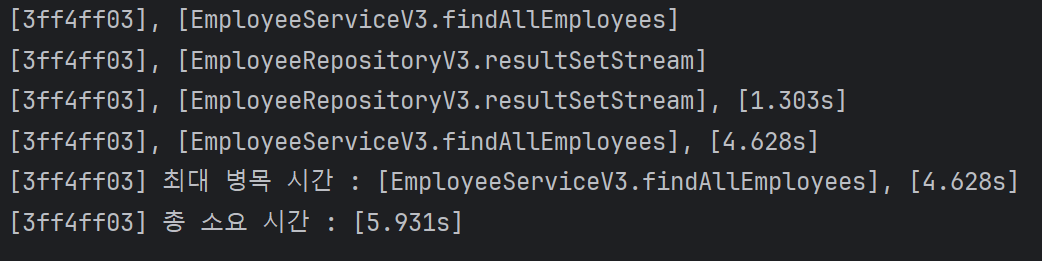 [3ff4ff03], [EmployeeServiceV3.findAllEmployees]
[3ff4ff03], [EmployeeRepositoryV3.resultSetStream]
[3ff4ff03], [EmployeeRepositoryV3.resultSetStream], [1.303s]
[3ff4ff03], [EmployeeServiceV3.findAllEmployees], [4.628s]
[3ff4ff03] 최대 병목 시간 : [EmployeeServiceV3.findAllEmployees], [4.628s]
[3ff4ff03] 총 소요 시간 : [5.931s]